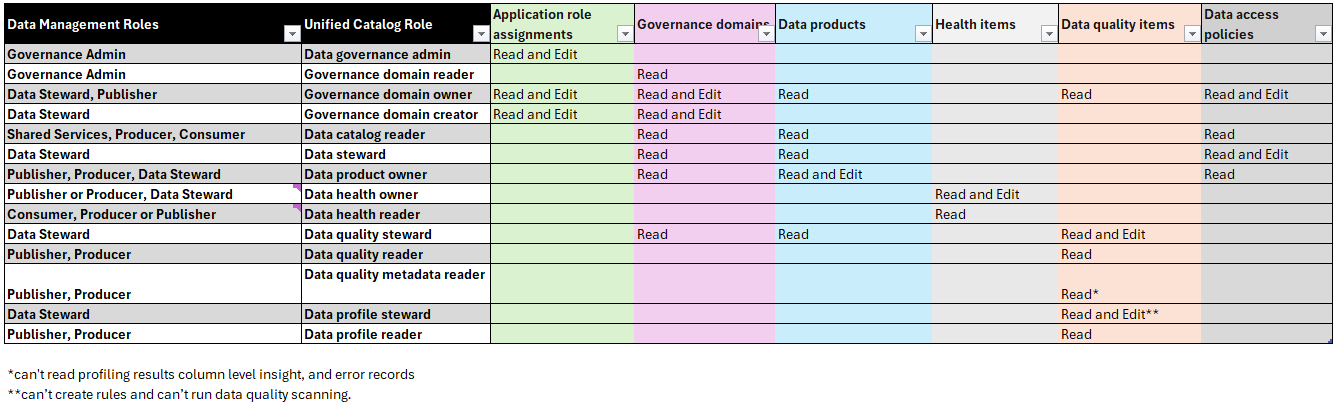 Data Management Roles Unified Catalog Role Application role assignments Governance domains Data products Health items Data quality items Data access policies
Governance Admin Data governance admin Read and Edit
Governance Admin Governance domain reader Read
Data Steward, Publisher Governance domain owner Read and Edit Read and Edit Read Read Read and Edit
Data Steward Governance domain creator Read and Edit Read and Edit
Shared Services, Producer, Consumer Data catalog reader Read Read Read
Data Steward Data steward Read Read Read and Edit
Publisher, Producer, Data Steward Data product owner Read Read and Edit Read
Publisher or Producer, Data Steward Data health owner Read and Edit
Consumer, Producer or Publisher Data health reader Read
Data Steward Data quality steward Read Read Read and Edit
Publisher, Producer Data quality reader Read
Publisher, Producer Data quality metadata reader Read*
Data Steward Data profile steward Read and Edit**
Publisher, Producer Data profile reader Read
*can't read profiling results column level insight, and error records
**can't create rules and can't run data quality scanning.